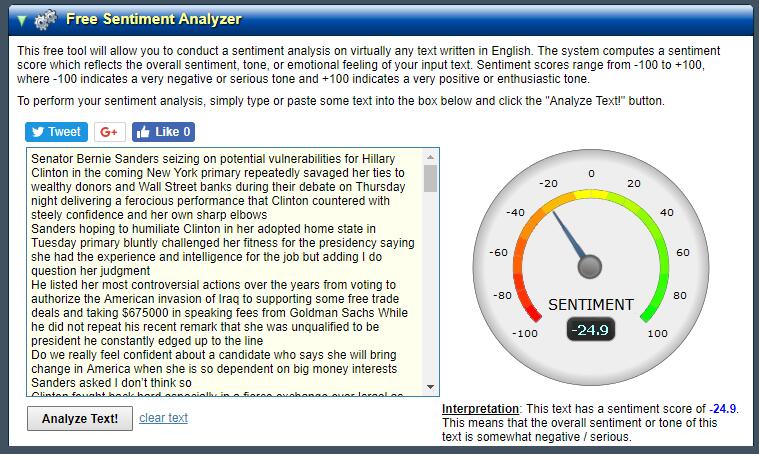 Free Sentiment Analyzer
This free tool will allow you to conduct a sentiment analysis on virtually any text written in English. The system computes a sentiment
score which reflects the overall sentiment, tone, or emotional feeling of your input text. Sentiment scores range from -100 to +100,
where -100 indicates a very negative or serious tone and +100 indicates a very positive or enthusiastic tone.
To perform your sentiment analysis, simply type or paste some text into the box below and click the "Analyze Text!" button.
Tweet
G+
Like 0
Senator Bernie Sanders seizing on potential vulnerabilities for Hillary
Clinton in the coming New York primary repeatedly savaged her ties to
wealthy donors and Wall Street banks during their debate on Thursday
night delivering a ferocious performance that Clinton countered with
steely confidence and her own sharp elbows
Sanders hoping to humiliate Clinton in her adopted home state in
Tuesday primary bluntly challenged her fitness for the presidency saying
she had the experience and intelligence for the job but adding I do
question her judgment
He listed her most controversial actions over the years from voting to
authorize the American invasion of Iraq to supporting some free trade
deals and taking $675000 in speaking fees from Goldman Sachs While
he did not repeat his recent remark that she was unqualified to be
president he constantly edged up to the line
Do we really feel confident about a candidate who says she will bring
change in America when she is so dependent on big money interests
Sanders asked I don't think so
Clinton fought back hard especially in a fierce exchange over Israel as
-100
-80
-60
-40
-20
0
20
40
60
80
100
SENTIMENT
-24.9
Analyze Text!
clear text
Interpretation: This text has a sentiment score of -24.9.
This means that the overall sentiment or tone of this
text is somewhat negative / serious.